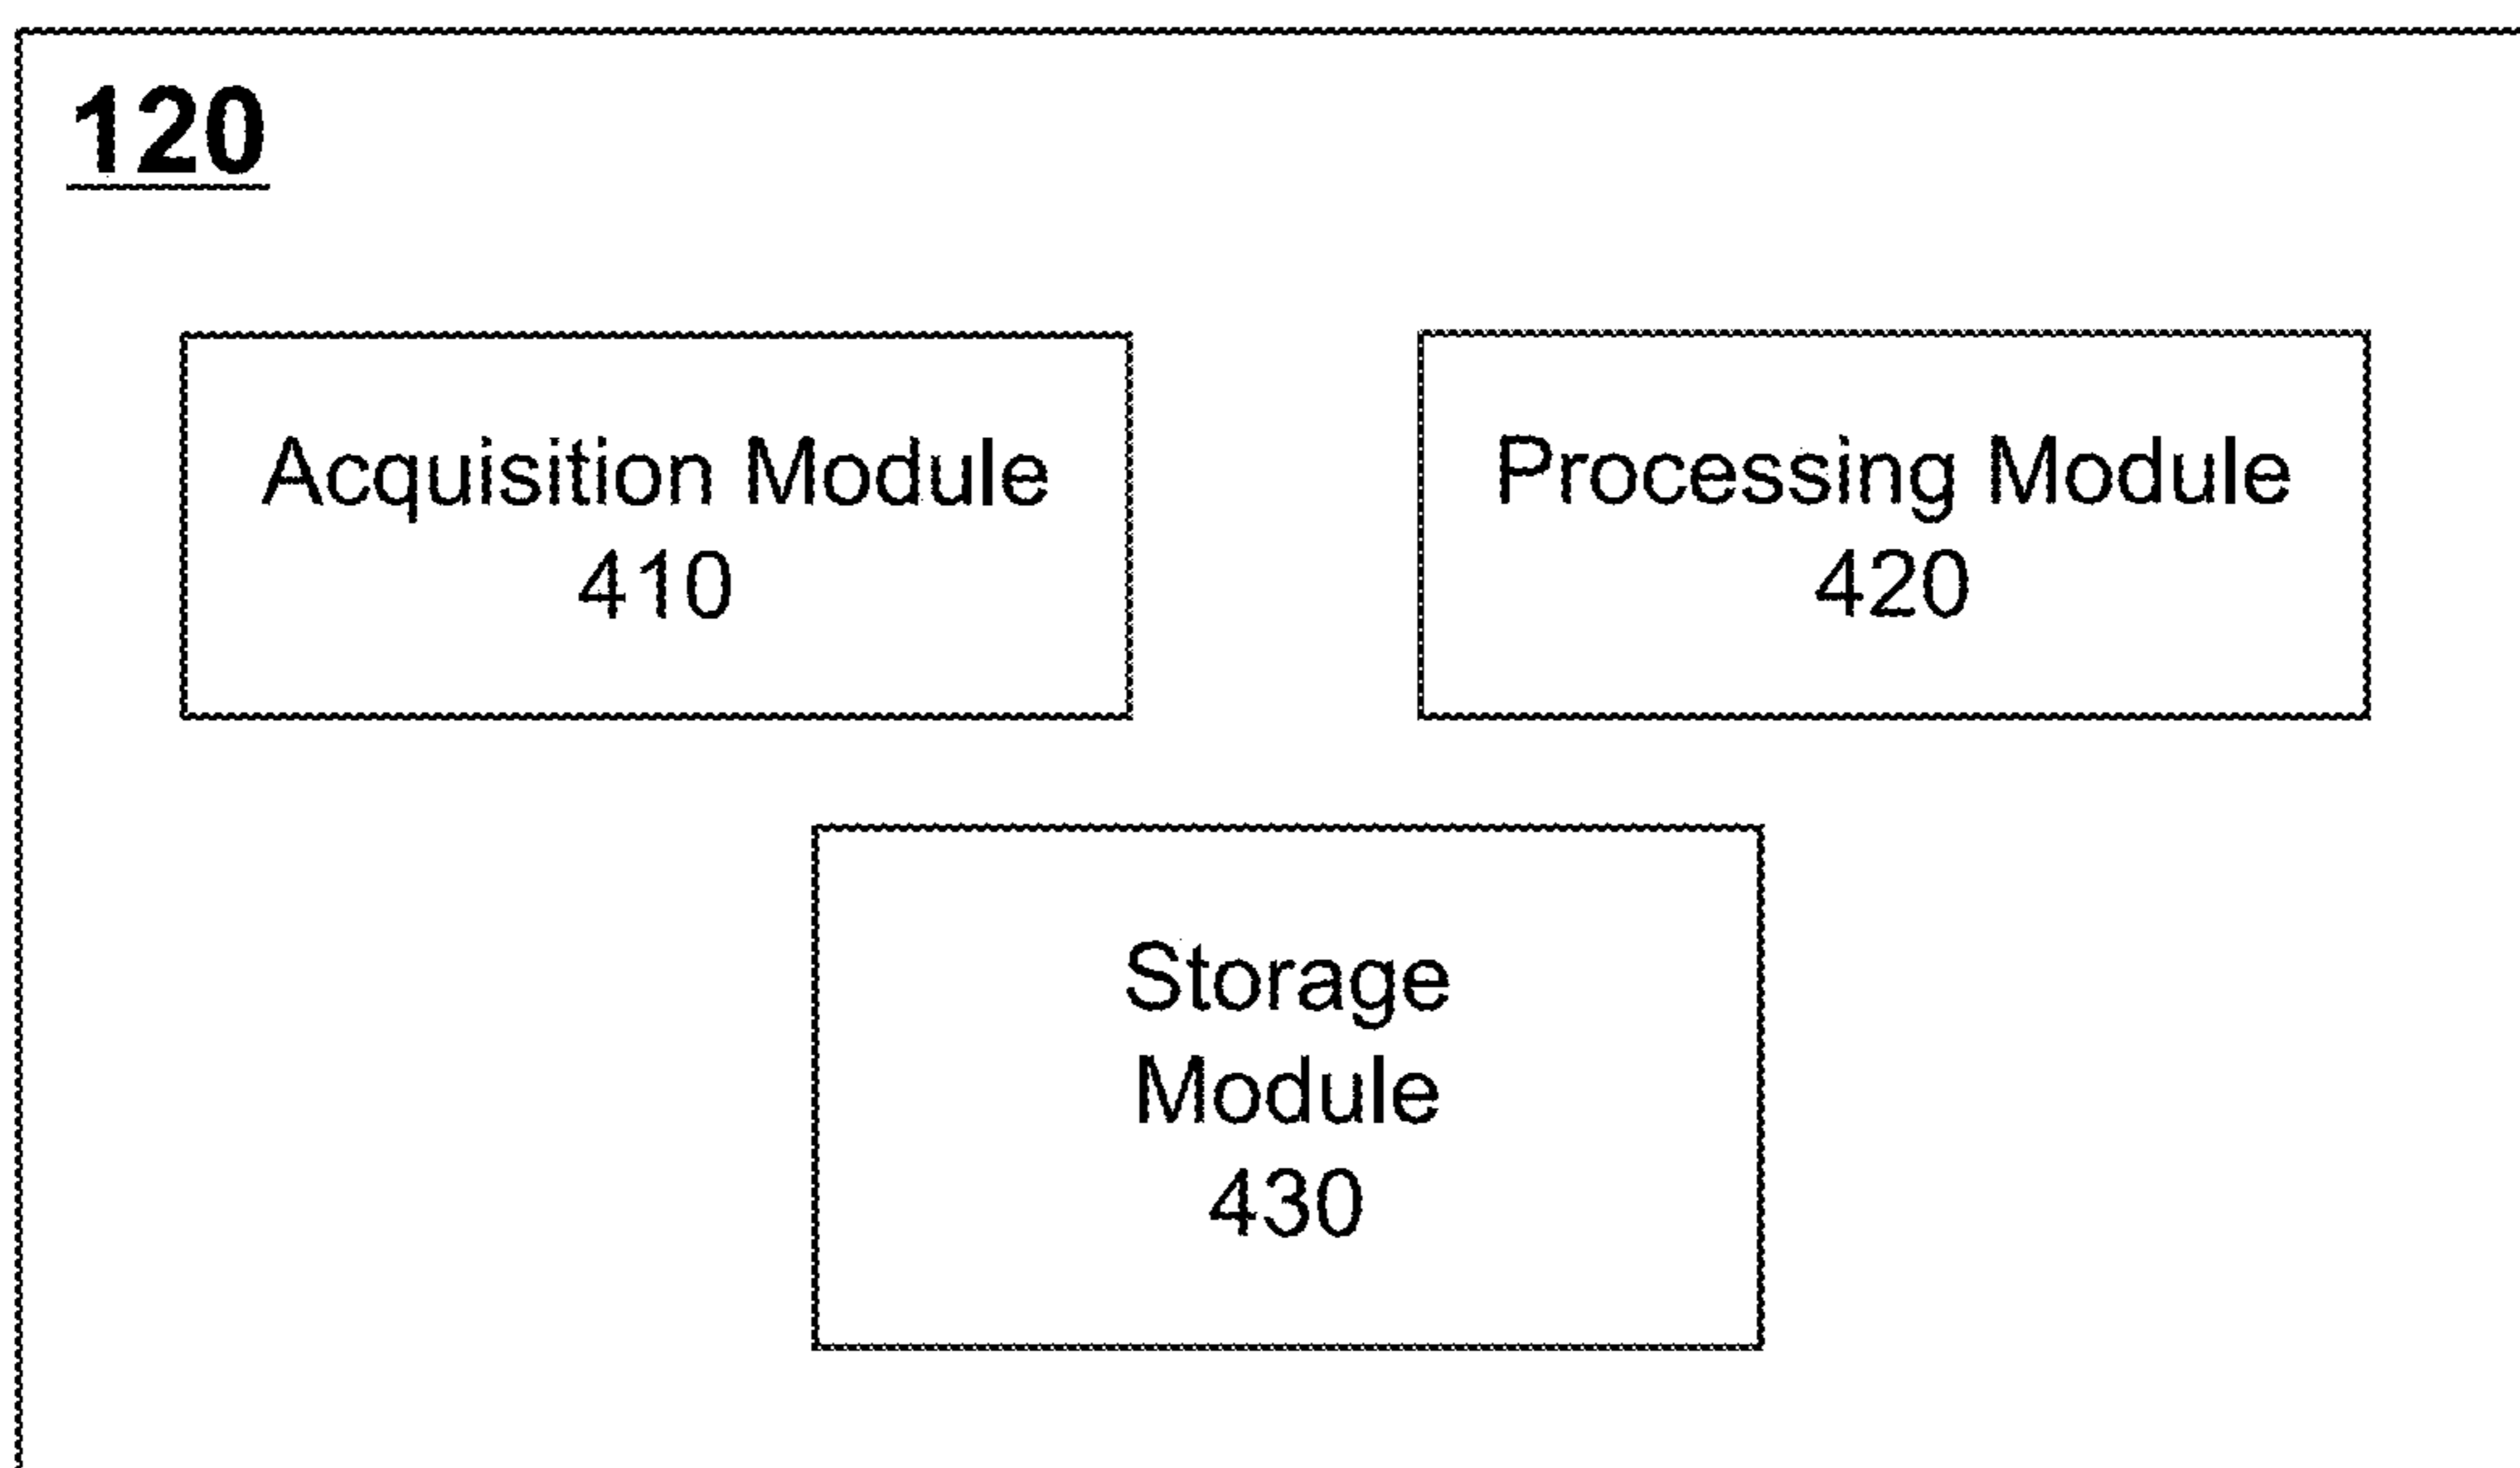 120
Acquisition Module
410
Processing Module
420
Storage
Module
430